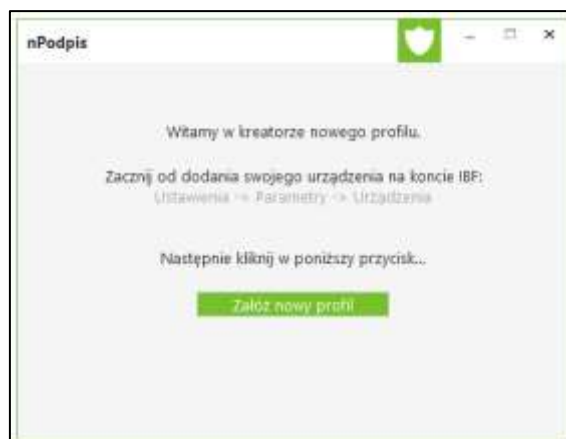 nPodpis
Witamy w kreatorze nowego profilu.
Zacznij od dodania swojego urządzenia na koncie IBF:
Ustawienia -> Parametry -> Urządzenia
Następnie kliknij w poniższy przycisk...
Załóż nowy profil